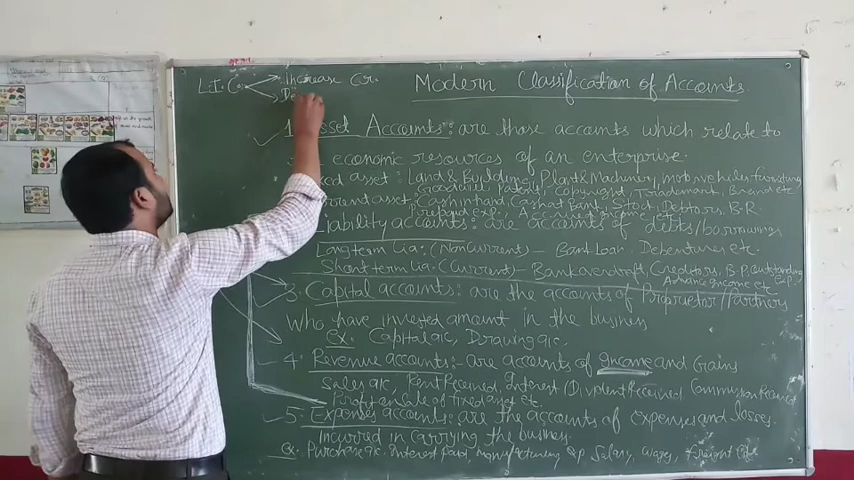 L.I.C
Increase Cr.
De
Modern Classification of Accounts
1. Asset Accounts:- are those accounts which relate to
economic resources of an enterprise.
asset: Land & Building, Plant & Machinery, motor vehicles, furniture,
Goodwill, Patents, Copyright, Trademark, Brand etc.
asset: Cash in hand, Cash at Bank, Stock, Debtors, B.R.
Prepaid exp., Accrued income etc.
iability accounts: are accounts of debts/borrowings
Long term Lia: (Non Current) - Bank Loan, Debentures etc.
Short term Lia: (Current) - Bank overdraft, Creditors, B.P, outstanding
Advance income etc exp.
3. Capital accounts: are the accounts of Proprietor/Partners
Who have invested amount in the business
ex. Capital a/c, Drawing a/c.
4. Revenue accounts:- are accounts of income and Gains
Sales a/c, Rent Received, Interest/Dividend Received, Commission Received
Profit on sale of fixed asset etc.
5. Expenses accounts: are the accounts of expenses and losses.
Incurred in carrying the business.
ex. Purchase a/c, Interest paid, manufacturing exp Salary, wages, freight